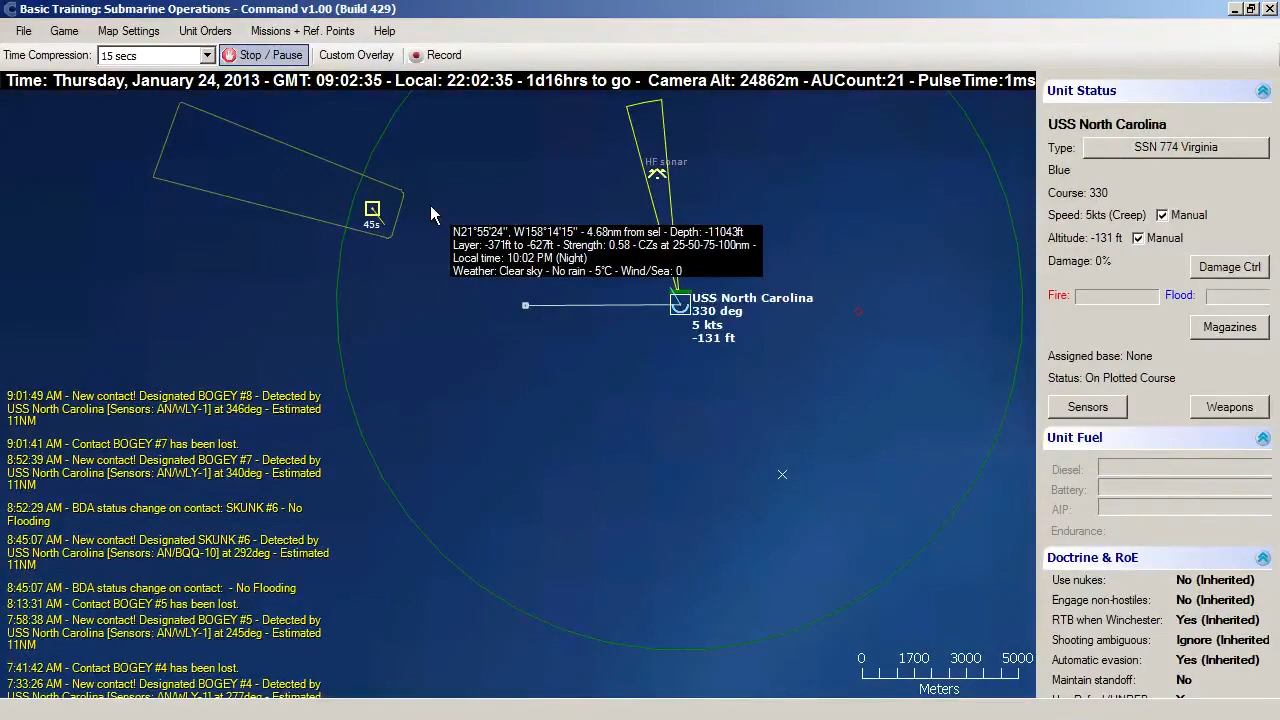 Basic Training: Submarine Operations - Command v1.00 (Build 429)
File Game Map Settings Unit Orders Missions + Ref. Points Help
Time Compression: 15 secs Stop / Pause Custom Overlay Record
Time: Thursday, January 24, 2013 - GMT: 09:02:35 - Local: 22:02:35 - 1d16hrs to go - Camera Alt: 24862m - AUCount:21 - PulseTime:1ms
HF sonar
45s
N21°55'24", W158°14'15" - 4.68nm from sel - Depth: -11043ft
Layer: -371ft to -627ft - Strength: 0.58 - CZs at 25-50-75-100nm -
Local time: 10:02 PM (Night)
Weather: Clear sky - No rain - 5°C - Wind/Sea: 0
USS North Carolina
330 deg
5 kts
-131 ft
9:01:49 AM - New contact! Designated BOGEY #8 - Detected by
USS North Carolina [Sensors: AN/WLY-1] at 346deg - Estimated
11NM
9:01:41 AM - Contact BOGEY #7 has been lost.
8:52:39 AM - New contact! Designated BOGEY #7 - Detected by
USS North Carolina [Sensors: AN/WLY-1] at 340deg - Estimated
11NM
8:52:29 AM - BDA status change on contact: SKUNK #6 - No
Flooding
8:45:07 AM - New contact! Designated SKUNK #6 - Detected by
USS North Carolina [Sensors: AN/BQQ-10] at 292deg - Estimated
11NM
8:45:07 AM - BDA status change on contact:  - No Flooding
8:13:31 AM - Contact BOGEY #5 has been lost.
7:58:38 AM - New contact! Designated BOGEY #5 - Detected by
USS North Carolina [Sensors: AN/WLY-1] at 245deg - Estimated
11NM
7:41:42 AM - Contact BOGEY #4 has been lost.
7:33:26 AM - New contact! Designated BOGEY #4 - Detected by
USS North Carolina [Sensors: AN/WLY-1] at 277deg - Estimated
0 1700 3000 5000
Meters
Unit Status
USS North Carolina
Type: SSN 774 Virginia
Blue
Course: 330
Speed: 5kts (Creep) Manual
Altitude: -131 ft Manual
Damage: 0% Damage Ctrl
Fire: Flood:
Magazines
Assigned base: None
Status: On Plotted Course
Sensors Weapons
Unit Fuel
Diesel:
Battery:
AIP:
Endurance:
Doctrine & RoE
Use nukes: No (Inherited)
Engage non-hostiles: No (Inherited)
RTB when Winchester: Yes (Inherited)
Shooting ambiguous: Ignore (Inherited
Automatic evasion: Yes (Inherited)
Maintain standoff: No